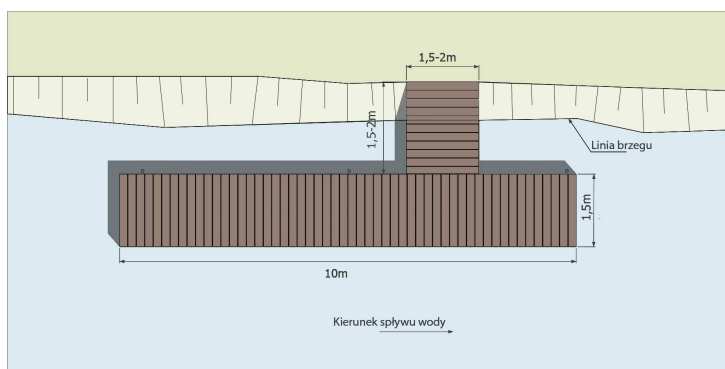 1,5-2m
1,5-2m
Linia brzegu
1,5m
10m
Kierunek spływu wody